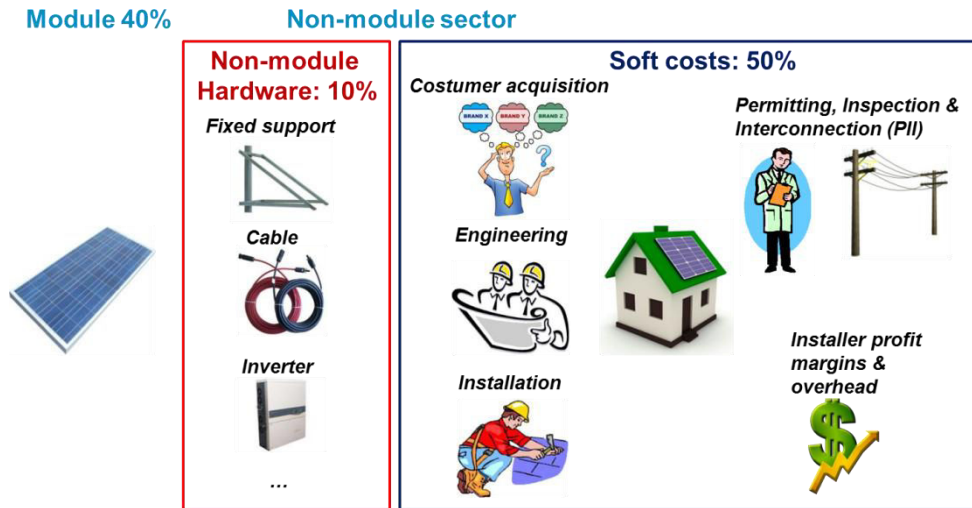 Module 40%
Non-module sector
Non-module
Hardware: 10%
Fixed support
Cable
Inverter
...
Soft costs: 50%
Costumer acquisition
BRAND X
BRAND Y
BRAND Z
?
Engineering
Installation
Permitting, Inspection &
Interconnection (PII)
Installer profit
margins &
overhead
$